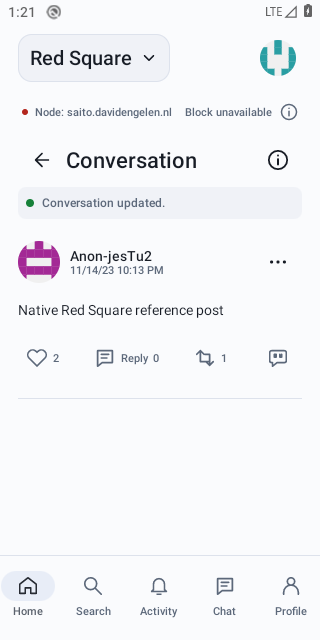 1:21
LTE
Red Square
Node: saito.davidengelen.nl
Block unavailable
Conversation
Conversation updated.
Anon-jesTu2
11/14/23 10:13 PM
Native Red Square reference post
2
Reply 0
1
Home
Search
Activity
Chat
Profile